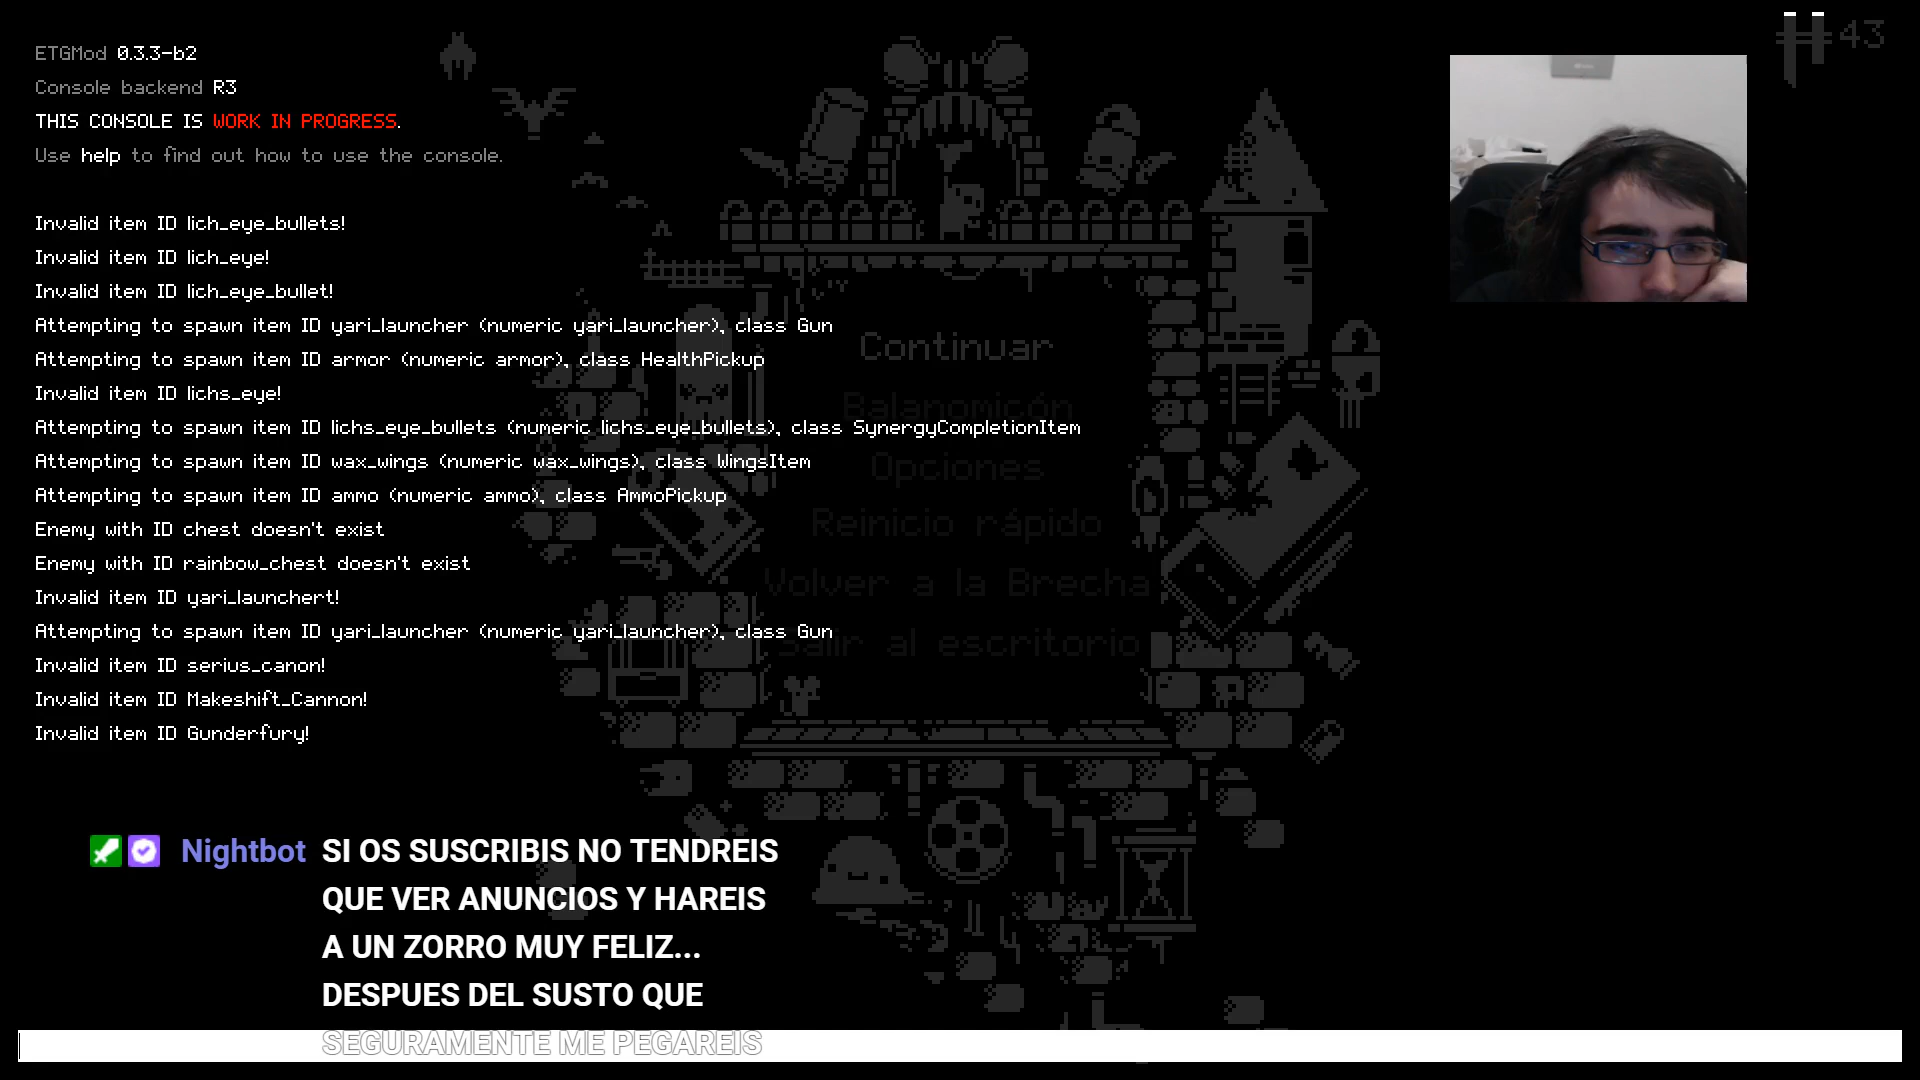 ETGMod 0.3.3-b2
Console backend R3
THIS CONSOLE IS WORK IN PROGRESS.
Use help to find out how to use the console.
Invalid item ID lich_eye_bullets!
Invalid item ID lich_eye!
Invalid item ID lich_eye_bullet!
Attempting to spawn item ID yari_launcher (numeric yari_launcher), class Gun
Attempting to spawn item ID armor (numeric armor), class HealthPickup
Invalid item ID lichs_eye!
Attempting to spawn item ID lichs_eye_bullets (numeric lichs_eye_bullets), class SynergyCompletionItem
Attempting to spawn item ID wax_wings (numeric wax_wings), class WingsItem
Attempting to spawn item ID ammo (numeric ammo), class AmmoPickup
Enemy with ID chest doesn't exist
Enemy with ID rainbow_chest doesn't exist
Invalid item ID yari_launchert!
Attempting to spawn item ID yari_launcher (numeric yari_launcher), class Gun
Invalid item ID serius_canon!
Invalid item ID Makeshift_Cannon!
Invalid item ID Gunderfury!
43
Continuar
Balanomicón
Opciones
Reinicio rápido
Volver a la Brecha
Salir al escritorio
Nightbot SI OS SUSCRIBIS NO TENDREIS
QUE VER ANUNCIOS Y HAREIS
A UN ZORRO MUY FELIZ...
DESPUES DEL SUSTO QUE
SEGURAMENTE ME PEGAREIS